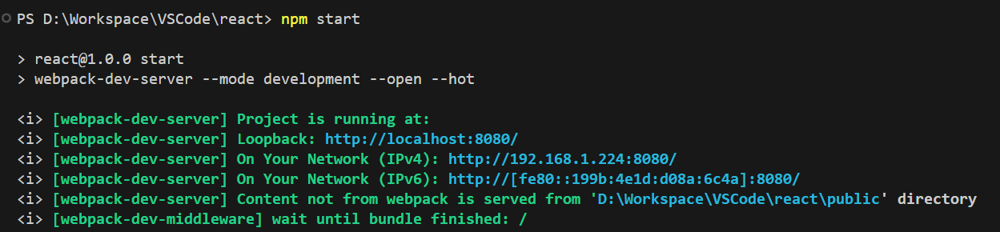 PS D:\Workspace\VSCode\react> npm start
> react@1.0.0 start
> webpack-dev-server --mode development --open --hot
<i> [webpack-dev-server] Project is running at:
<i> [webpack-dev-server] Loopback: http://localhost:8080/
<i> [webpack-dev-server] On Your Network (IPv4): http://192.168.1.224:8080/
<i> [webpack-dev-server] On Your Network (IPv6): http://[fe80::199b:4e1d:d08a:6c4a]:8080/
<i> [webpack-dev-server] Content not from webpack is served from 'D:\Workspace\VSCode\react\public' directory
<i> [webpack-dev-middleware] wait until bundle finished: /